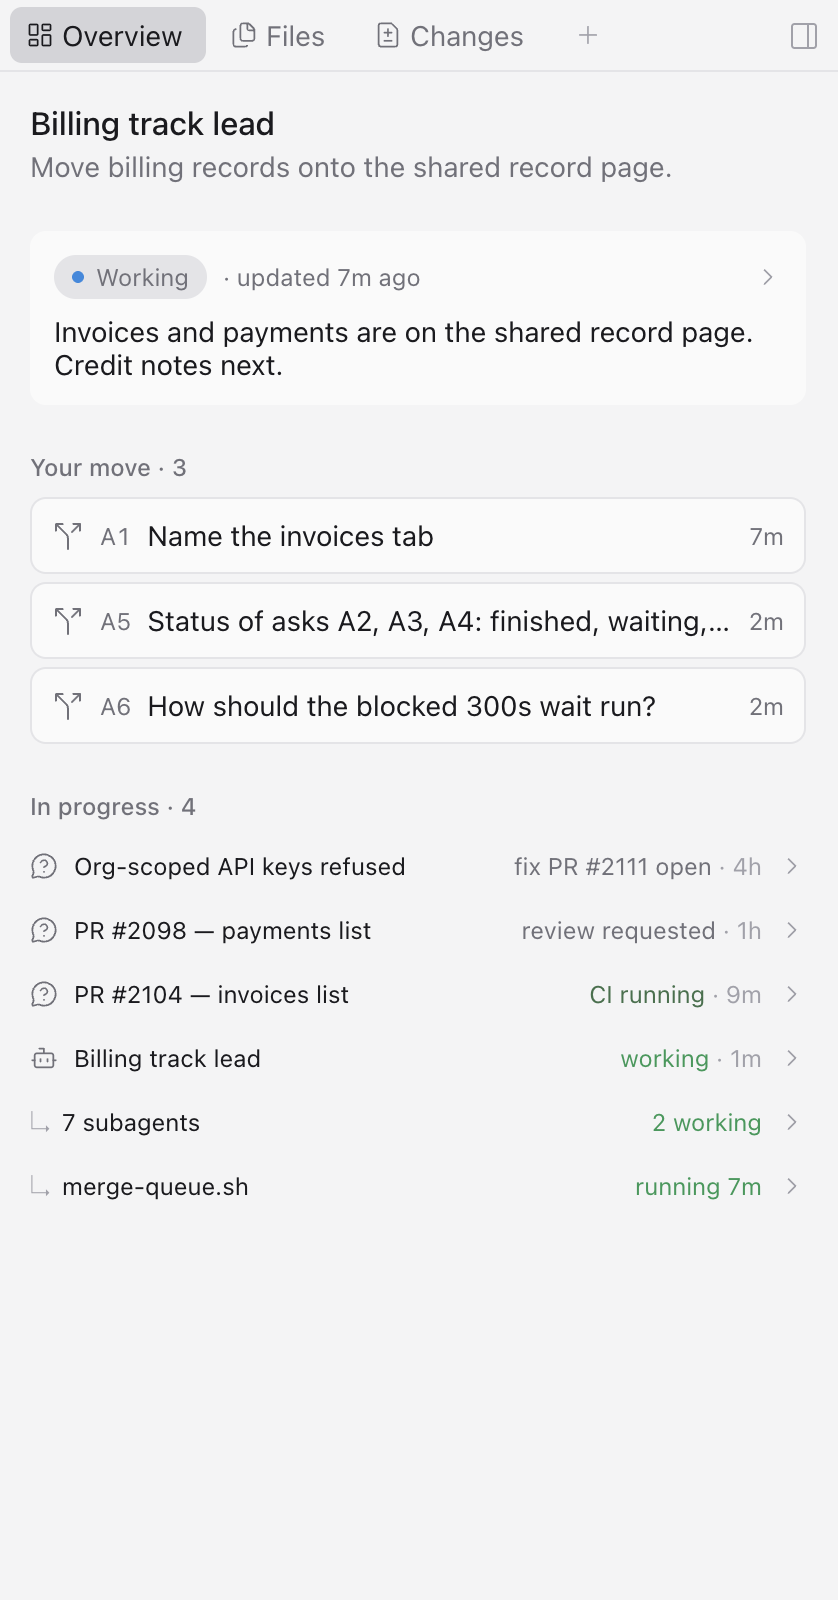 Overview Files Changes
Billing track lead
Move billing records onto the shared record page.
Working · updated 7m ago
Invoices and payments are on the shared record page.
Credit notes next.
Your move · 3
A1 Name the invoices tab 7m
A5 Status of asks A2, A3, A4: finished, waiting,... 2m
A6 How should the blocked 300s wait run? 2m
In progress · 4
Org-scoped API keys refused fix PR #2111 open · 4h
PR #2098 — payments list review requested · 1h
PR #2104 — invoices list CI running · 9m
Billing track lead working · 1m
7 subagents 2 working
merge-queue.sh running 7m